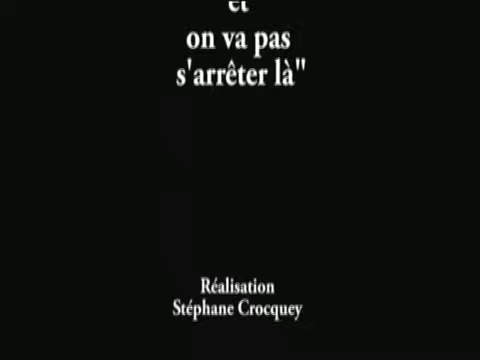 et
on va pas
s'arrêter là"
Réalisation
Stéphane Crocquey